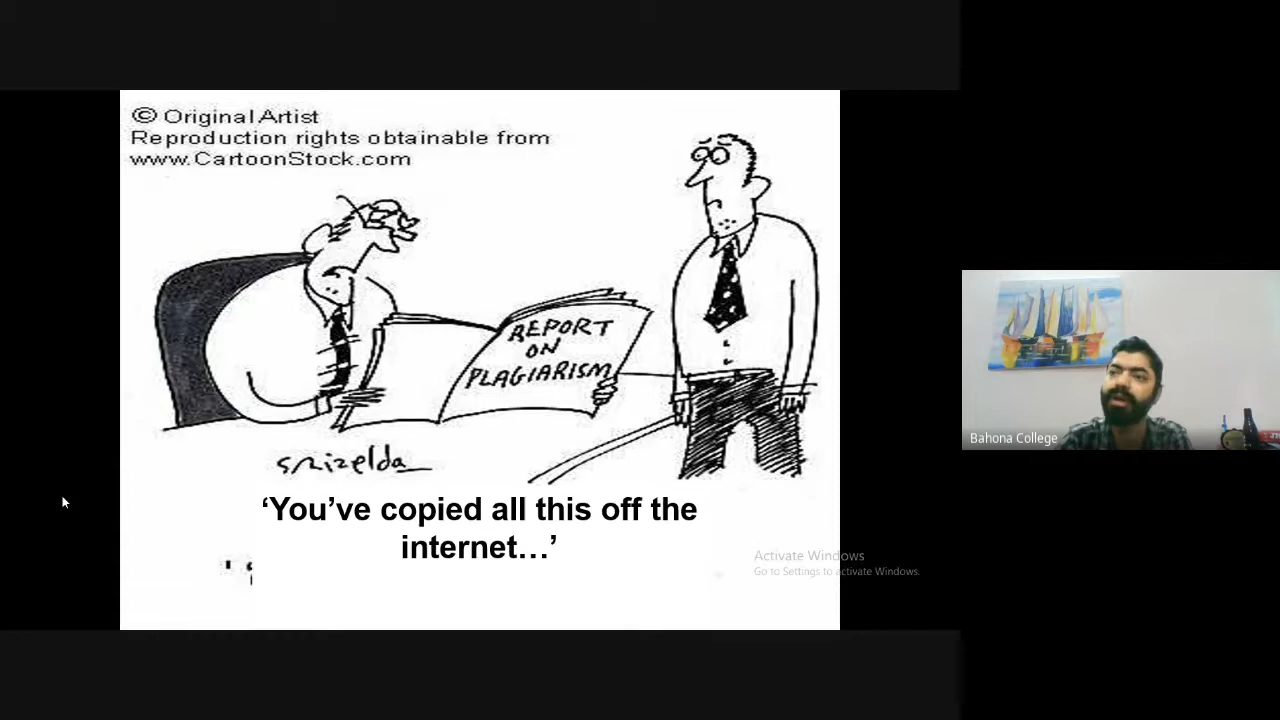 © Original Artist
Reproduction rights obtainable from
www.CartoonStock.com
REPORT
ON
PLAGIARISM
‘You’ve copied all this off the
internet…’
Activate Windows
Go to Settings to activate Windows.
Bahona College